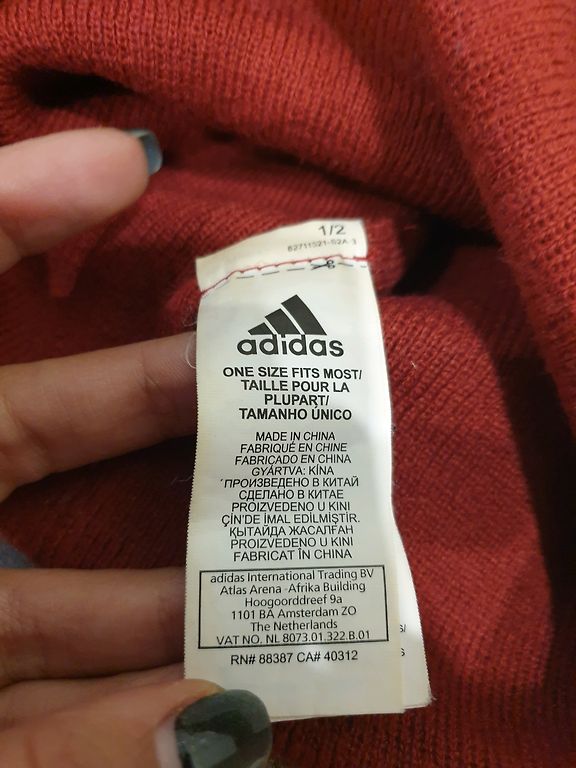 1/2
62711521-S2A 3
adidas
ONE SIZE FITS MOST/
TAILLE POUR LA
PLUPART/
TAMANHO ÚNICO
MADE IN CHINA
FABRIQUÉ EN CHINE
FABRICADO EN CHINA
GYÁRTVA: KÍNA
ПРОИЗВЕДЕНО В КИТАЙ
СДЕЛАНО В КИТАЕ
PROIZVEDENO U KINI
ÇİN'DE İMAL EDİLMİŞTİR.
ҚЫТАЙДА ЖАСАЛҒАН
PROIZVEDENO U KINI
FABRICAT ÎN CHINA
adidas International Trading BV
Atlas Arena -Afrika Building
Hoogoorddreef 9a
1101 BA Amsterdam ZO
The Netherlands
VAT NO. NL 8073.01.322.B.01
RN# 88387 CA# 40312